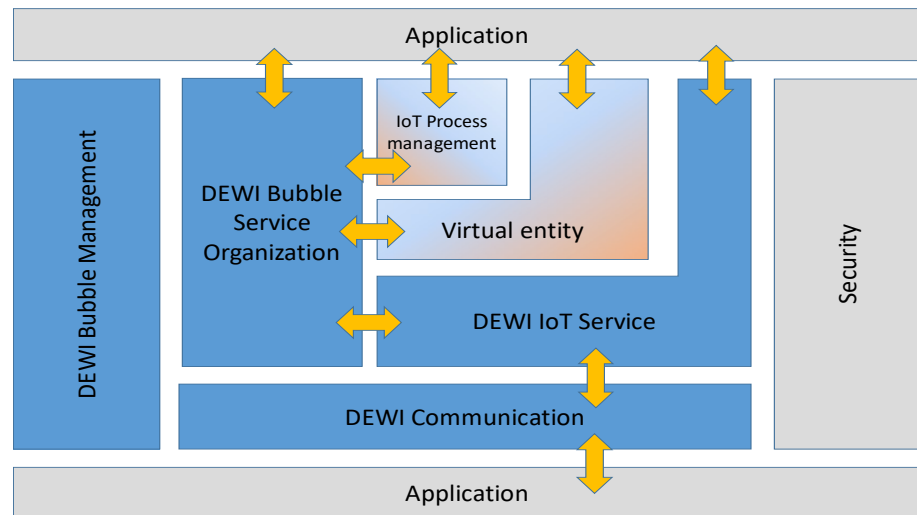 Application
DEWI Bubble Management
DEWI Bubble
Service
Organization
IoT Process
management
Virtual entity
DEWI IoT Service
Security
DEWI Communication
Application